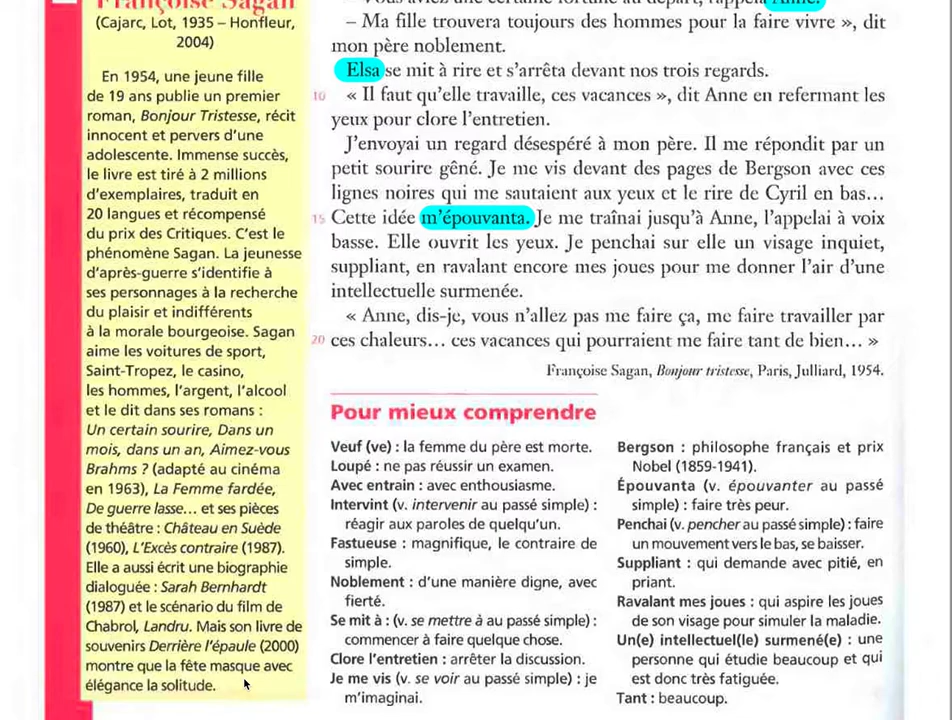 Françoise Sagan
(Cajarc, Lot, 1935 – Honfleur,
2004)
En 1954, une jeune fille
de 19 ans publie un premier
roman, Bonjour Tristesse, récit
innocent et pervers d'une
adolescente. Immense succès,
le livre est tiré à 2 millions
d'exemplaires, traduit en
20 langues et récompensé
du prix des Critiques. C'est le
phénomène Sagan. La jeunesse
d'après-guerre s'identifie à
ses personnages à la recherche
du plaisir et indifférents
à la morale bourgeoise. Sagan
aime les voitures de sport,
Saint-Tropez, le casino,
les hommes, l'argent, l'alcool
et le dit dans ses romans :
Un certain sourire, Dans un
mois, dans un an, Aimez-vous
Brahms ? (adapté au cinéma
en 1963), La Femme fardée,
De guerre lasse... et ses pièces
de théâtre : Château en Suède
(1960), L'Excès contraire (1987).
Elle a aussi écrit une biographie
dialoguée : Sarah Bernhardt
(1987) et le scénario du film de
Chabrol, Landru. Mais son livre de
souvenirs Derrière l'épaule (2000)
montre que la fête masque avec
élégance la solitude.
– Ma fille trouvera toujours des hommes pour la faire vivre », dit
mon père noblement.
Elsa se mit à rire et s'arrêta devant nos trois regards.
10 « Il faut qu'elle travaille, ces vacances », dit Anne en refermant les
yeux pour clore l'entretien.
J'envoyai un regard désespéré à mon père. Il me répondit par un
petit sourire gêné. Je me vis devant des pages de Bergson avec ces
lignes noires qui me sautaient aux yeux et le rire de Cyril en bas...
15 Cette idée m'épouvanta. Je me traînai jusqu'à Anne, l'appelai à voix
basse. Elle ouvrit les yeux. Je penchai sur elle un visage inquiet,
suppliant, en ravalant encore mes joues pour me donner l'air d'une
intellectuelle surmenée.
« Anne, dis-je, vous n'allez pas me faire ça, me faire travailler par
20 ces chaleurs... ces vacances qui pourraient me faire tant de bien... »
Françoise Sagan, Bonjour tristesse, Paris, Julliard, 1954.
Pour mieux comprendre
Veuf (ve) : la femme du père est morte.
Loupé : ne pas réussir un examen.
Avec entrain : avec enthousiasme.
Intervint (v. intervenir au passé simple) :
réagir aux paroles de quelqu'un.
Fastueuse : magnifique, le contraire de
simple.
Noblement : d'une manière digne, avec
fierté.
Se mit à : (v. se mettre à au passé simple) :
commencer à faire quelque chose.
Clore l'entretien : arrêter la discussion.
Je me vis (v. se voir au passé simple) : je
m'imaginai.
Bergson : philosophe français et prix
Nobel (1859-1941).
Épouvanta (v. épouvanter au passé
simple) : faire très peur.
Penchai (v. pencher au passé simple) : faire
un mouvement vers le bas, se baisser.
Suppliant : qui demande avec pitié, en
priant.
Ravalant mes joues : qui aspire les joues
de son visage pour simuler la maladie.
Un(e) intellectuel(le) surmené(e) : une
personne qui étudie beaucoup et qui
est donc très fatiguée.
Tant : beaucoup.